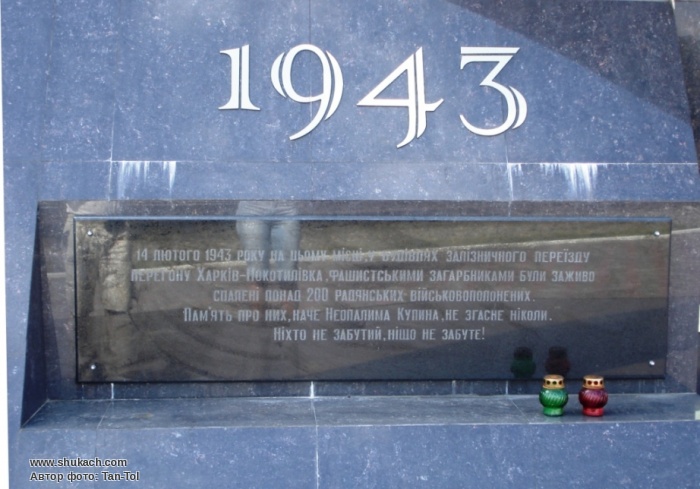 1943
14 лютого 1943 року на цьому місці, у будівлях залізничного переїзду
перегону Харків-Покотилівка, фашистськими загарбниками були заживо
спалені понад 200 радянських військовополонених.
Пам'ять про них, наче Неопалима Купина, не згасне ніколи.
Ніхто не забутий, ніщо не забуте!
www.shukach.com
Автор фото: Tan-Tol